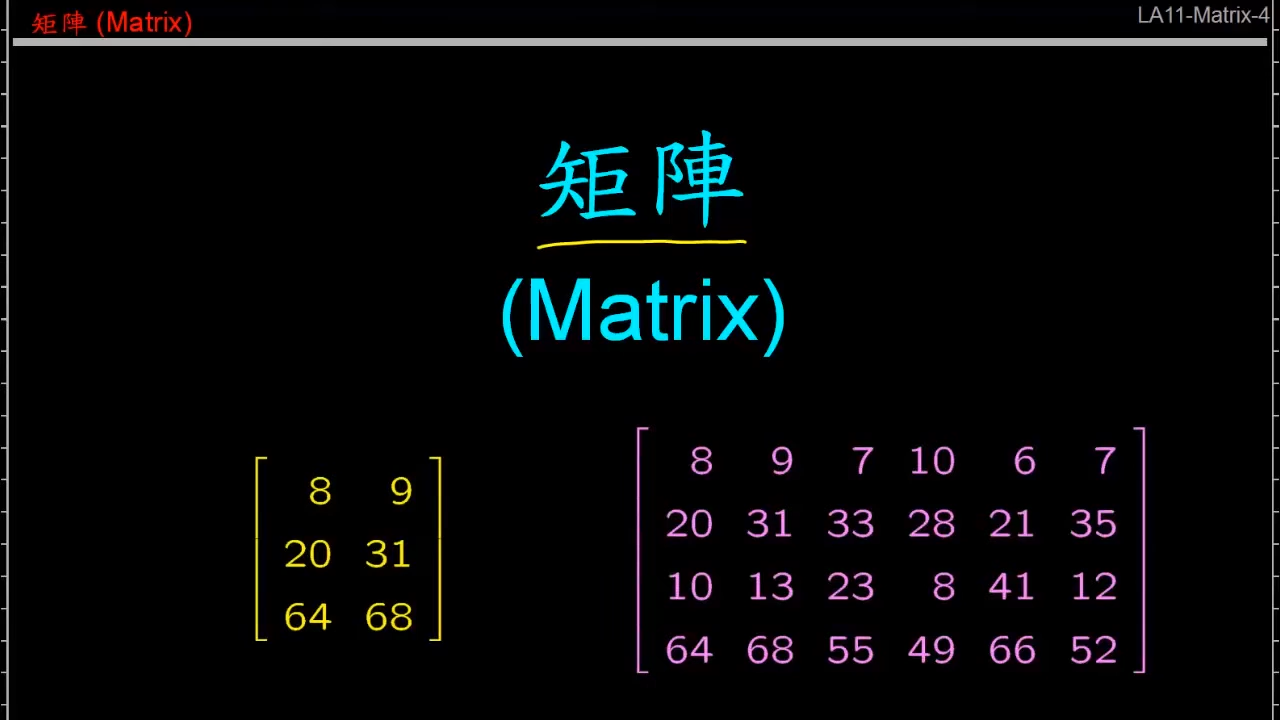 矩陣 (Matrix)
LA11-Matrix-4
矩陣
(Matrix)
8 9
20 31
64 68
8 9 7 10 6 7
20 31 33 28 21 35
10 13 23 8 41 12
64 68 55 49 66 52